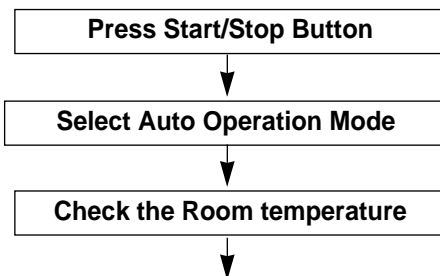 Press Start/Stop Button
Select Auto Operation Mode
Check the Room temperature